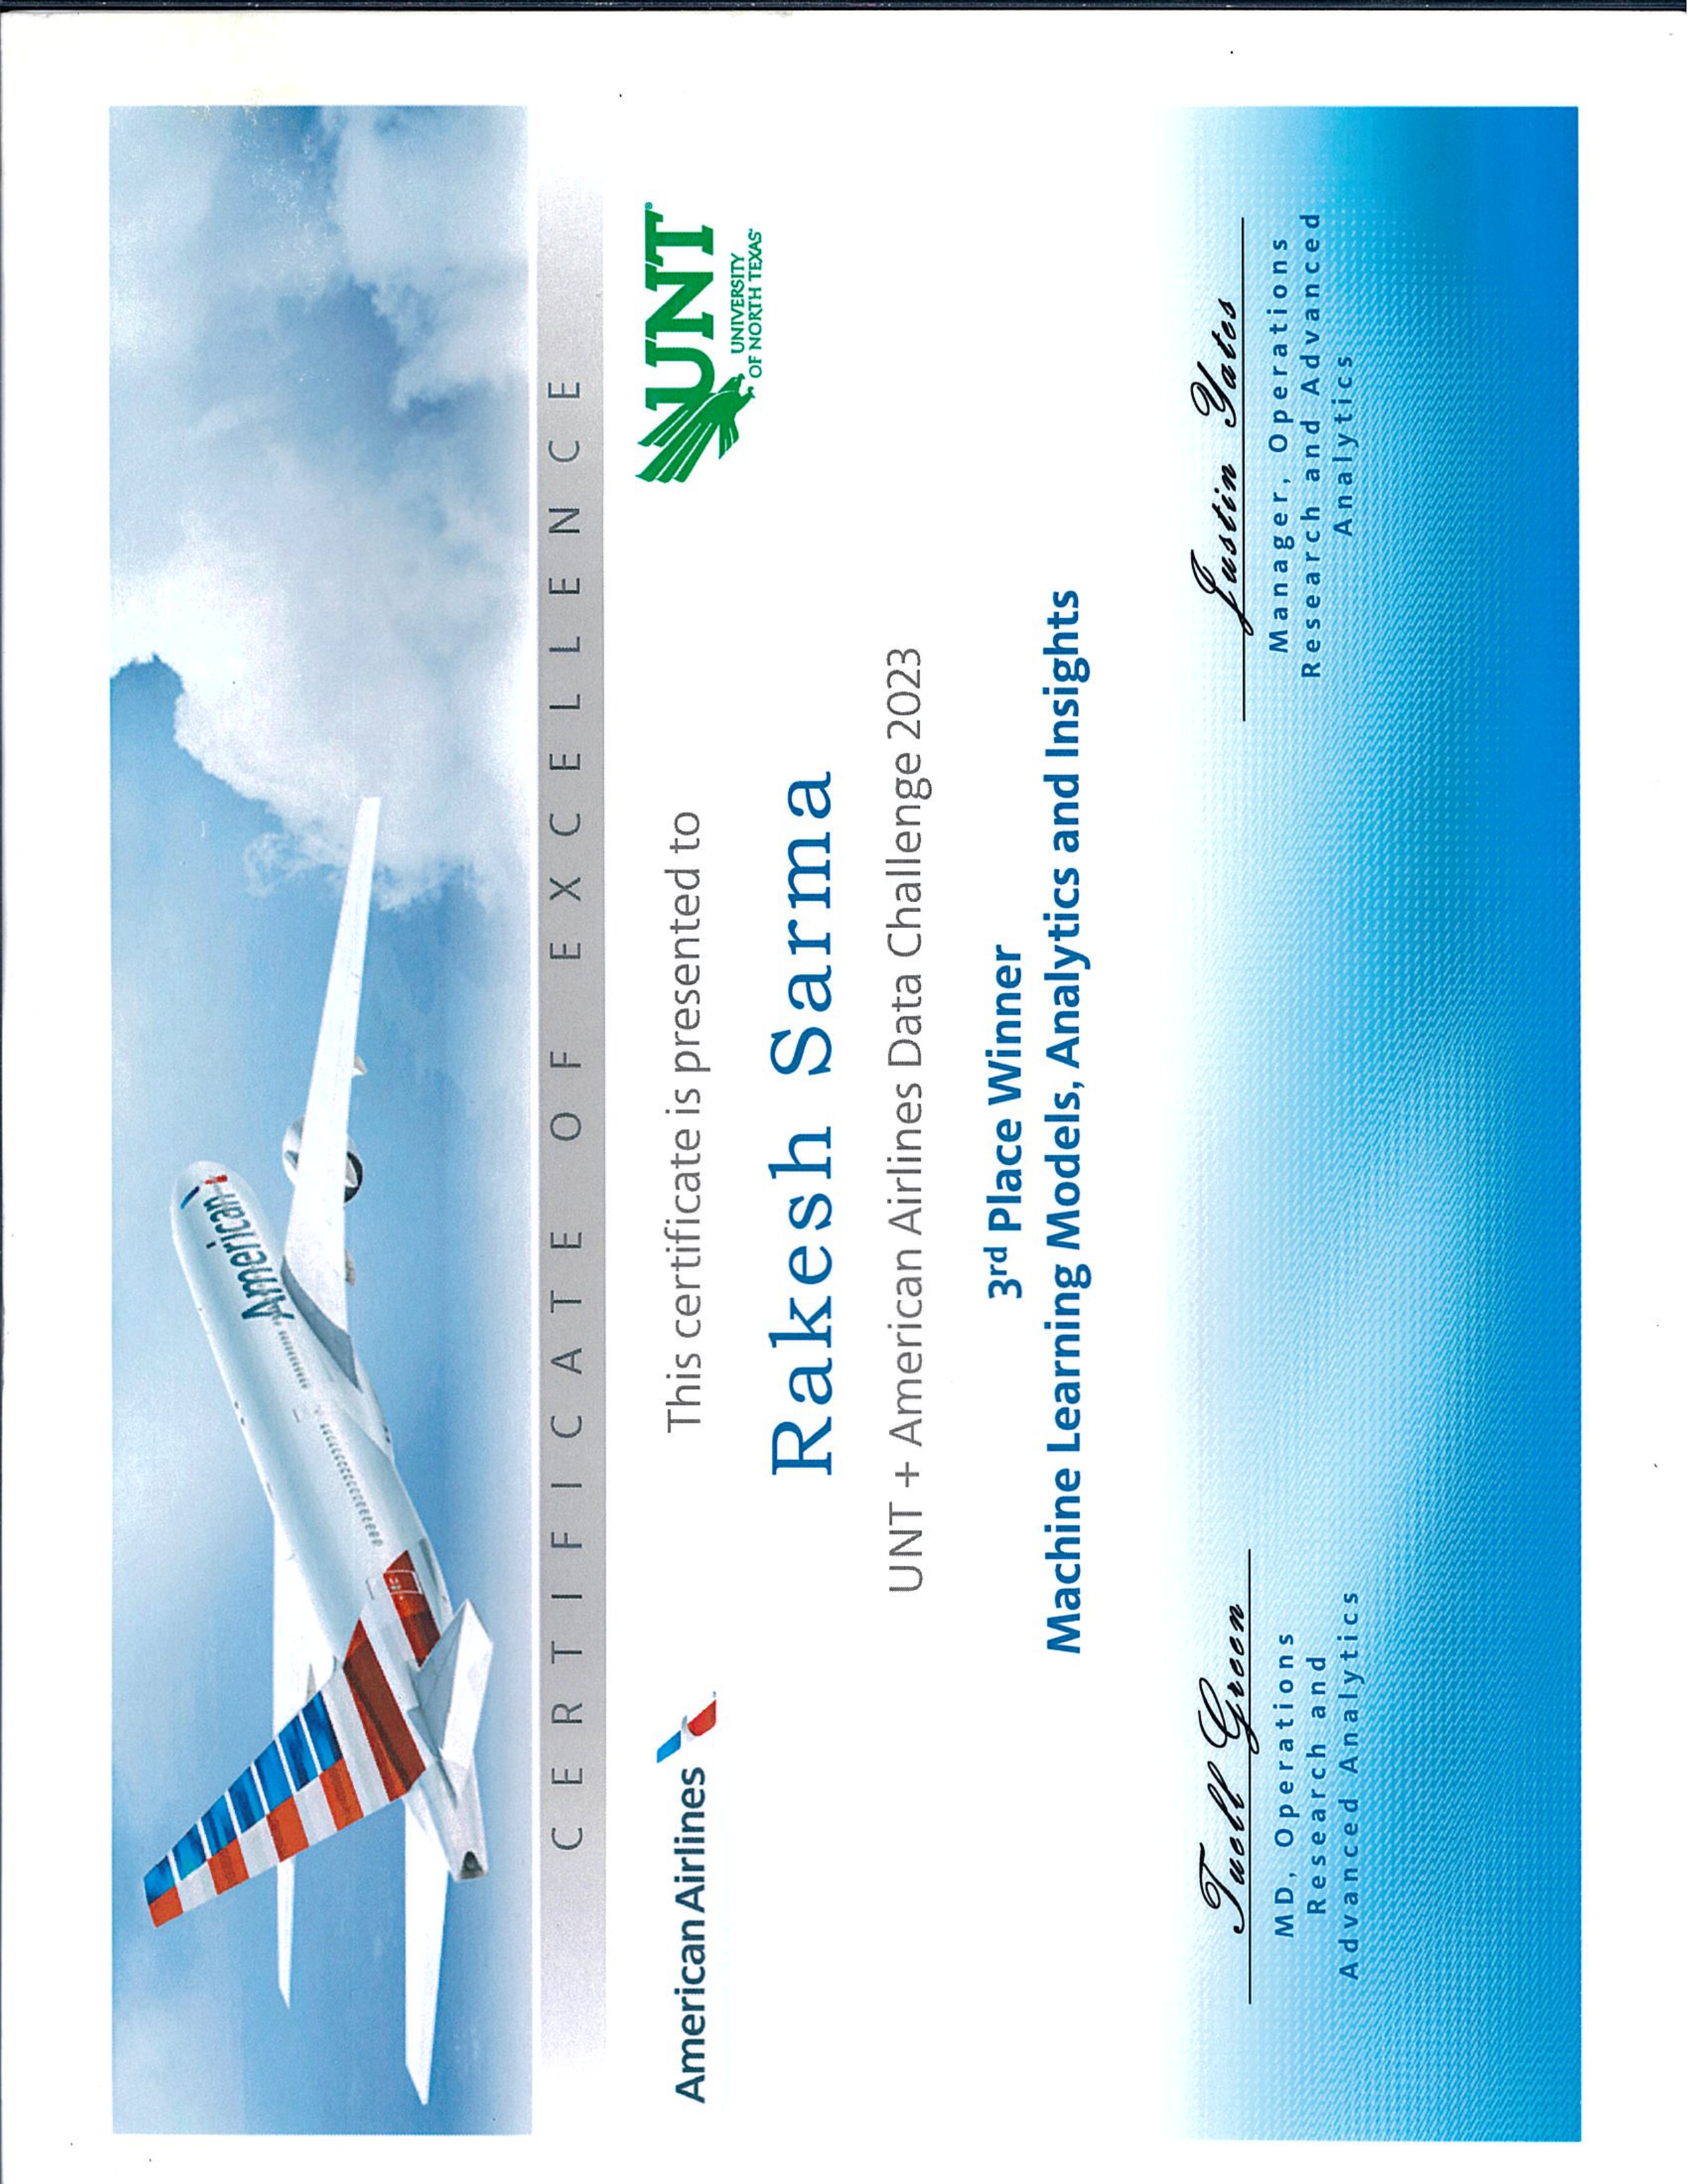 American
CERTIFICATE OF EXCELLENCE
American Airlines
This certificate is presented to
UNT
UNIVERSITY
OF NORTH TEXAS
Rakesh Sarma
UNT + American Airlines Data Challenge 2023
3rd Place Winner
Machine Learning Models, Analytics and Insights
Tuell Green
MD, Operations
Research and
Advanced Analytics
Justin Yates
Manager, Operations
Research and Advanced
Analytics